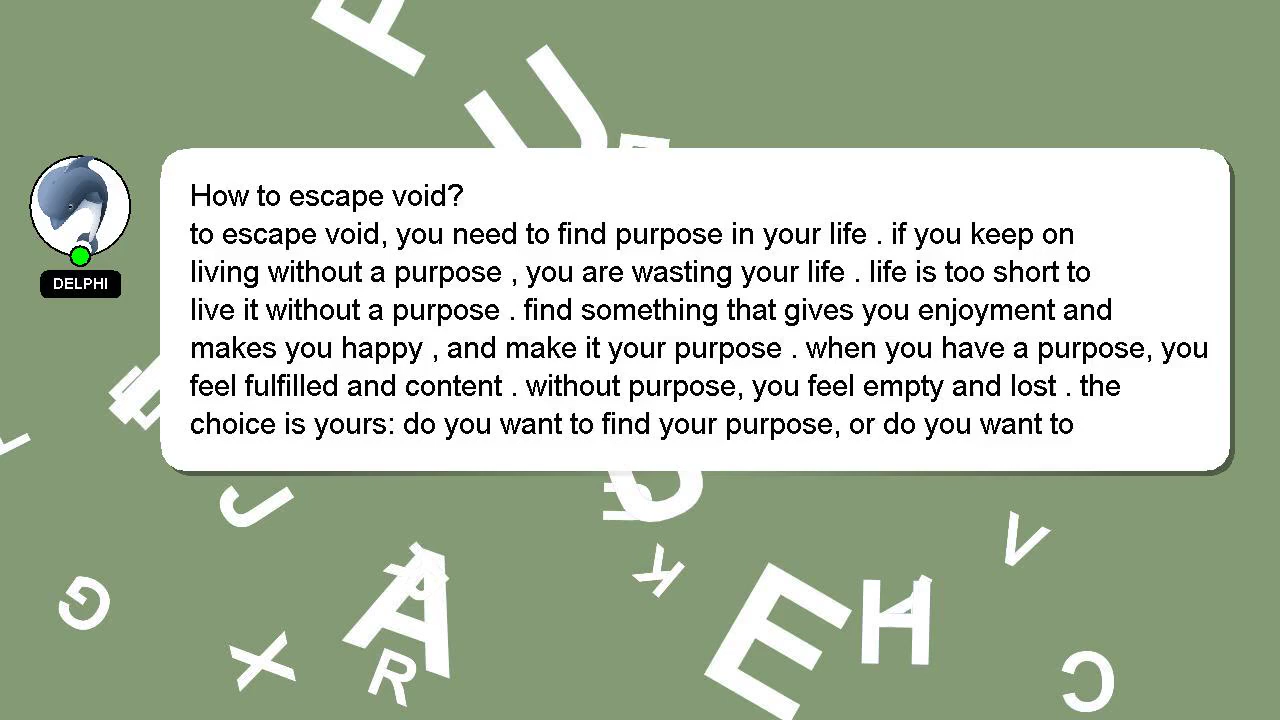 P
U
E
How to escape void?
to escape void, you need to find purpose in your life . if you keep on
living without a purpose , you are wasting your life . life is too short to
DELPHI
live it without a purpose . find something that gives you enjoyment and
makes you happy , and make it your purpose . when you have a purpose, you
feel fulfilled and content . without purpose, you feel empty and lost . the
choice is yours: do you want to find your purpose, or do you want to
J
V
K
G
A
E
H
X
R
C